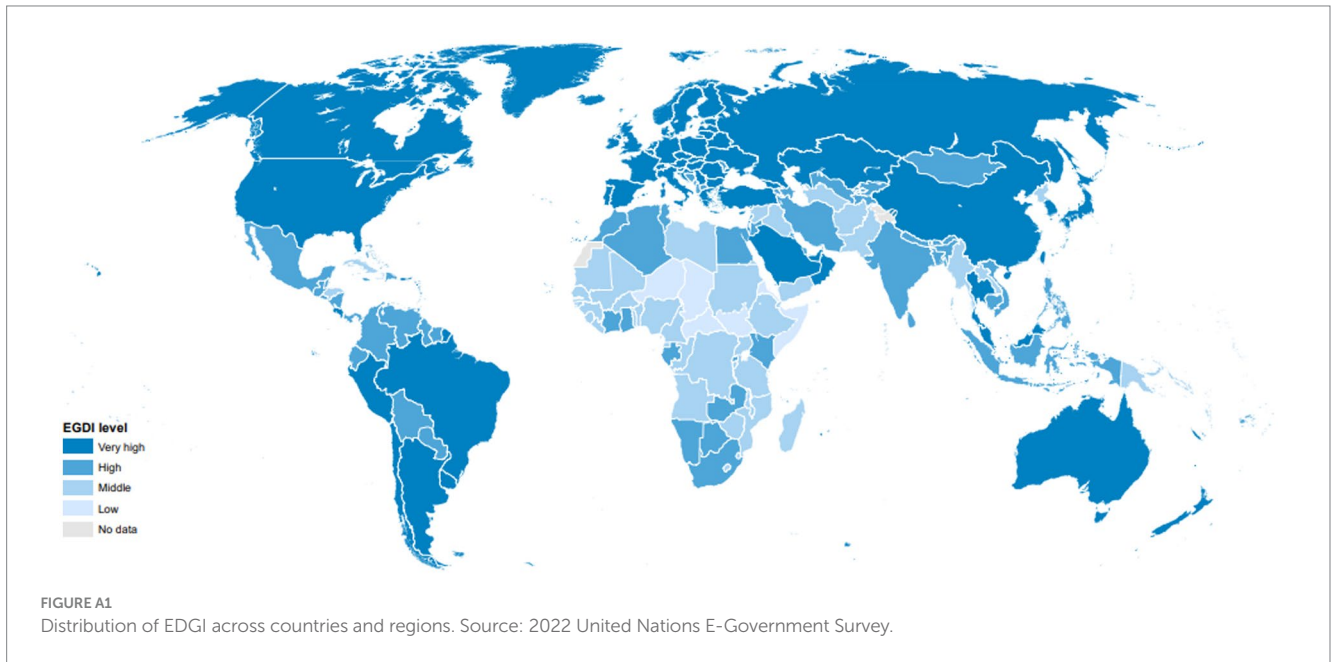 EGDI level
Very high
High
Middle
Low
No data
FIGURE A1
Distribution of EDGI across countries and regions. Source: 2022 United Nations E-Government Survey.